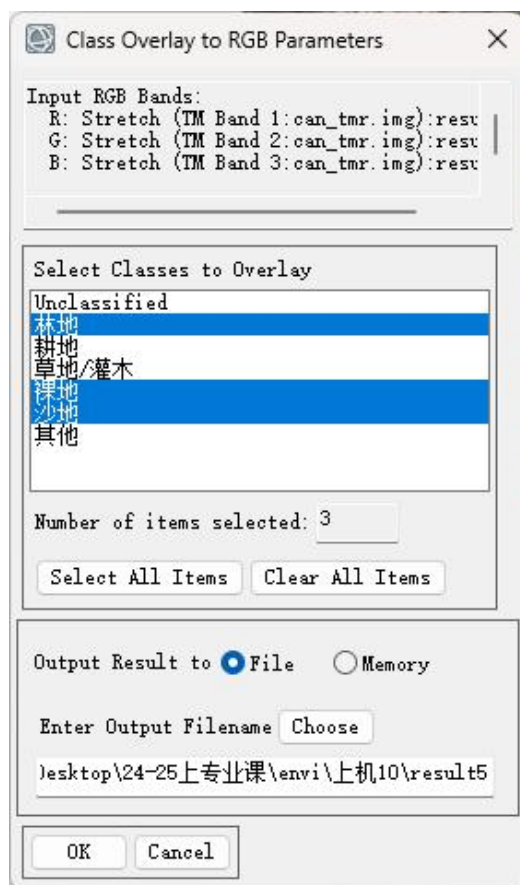 Class Overlay to RGB Parameters
Input RGB Bands:
R: Stretch (TM Band 1:can_tmr.img):resu
G: Stretch (TM Band 2:can_tmr.img):resu
B: Stretch (TM Band 3:can_tmr.img):resu
Select Classes to Overlay
Unclassified
林地
耕地
草地/灌木
裸地
沙地
其他
Number of items selected: 3
Select All Items Clear All Items
Output Result to File Memory
Enter Output Filename Choose
Desktop\24-25上专业课\envi\上机10\result5
OK Cancel